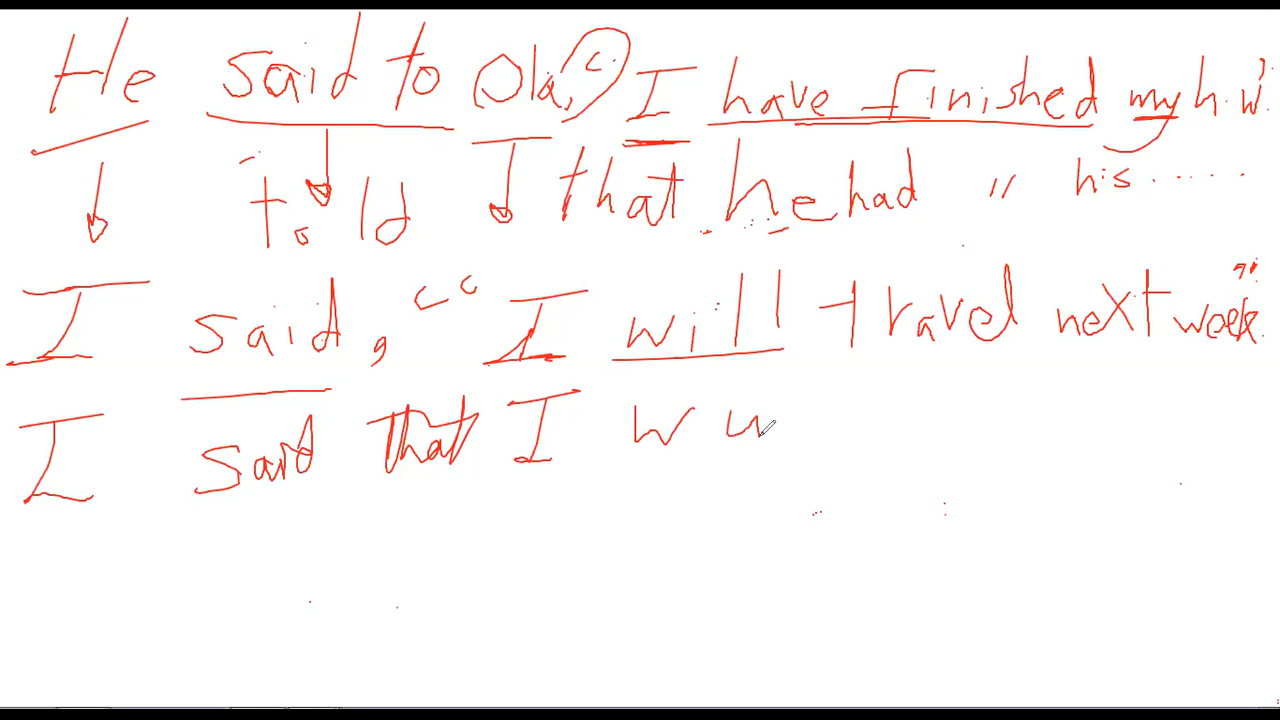 He said to Ola, "I have finished my h.w"
told that he had " his ......
I said, "I will travel next week"
I said that I w